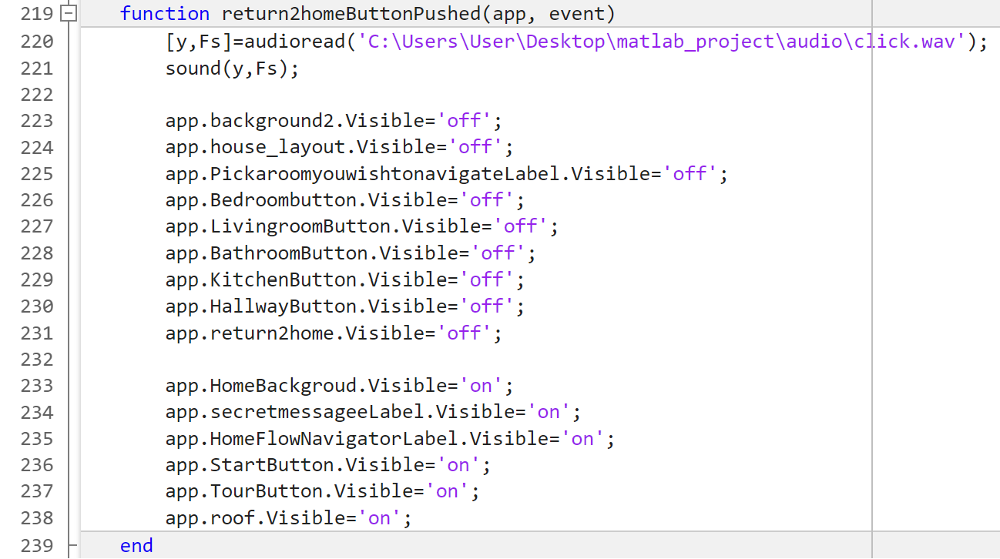 219 function return2homeButtonPushed(app, event)
220 [y,Fs]=audioread('C:\Users\User\Desktop\matlab_project\audio\click.wav');
221 sound(y,Fs);
222
223 app.background2.Visible='off';
224 app.house_layout.Visible='off';
225 app.PickaroomyouwishtonavigateLabel.Visible='off';
226 app.Bedroombutton.Visible='off';
227 app.LivingroomButton.Visible='off';
228 app.BathroomButton.Visible='off';
229 app.KitchenButton.Visible='off';
230 app.HallwayButton.Visible='off';
231 app.return2home.Visible='off';
232
233 app.HomeBackgroud.Visible='on';
234 app.secretmessageeLabel.Visible='on';
235 app.HomeFlowNavigatorLabel.Visible='on';
236 app.StartButton.Visible='on';
237 app.TourButton.Visible='on';
238 app.roof.Visible='on';
239 end